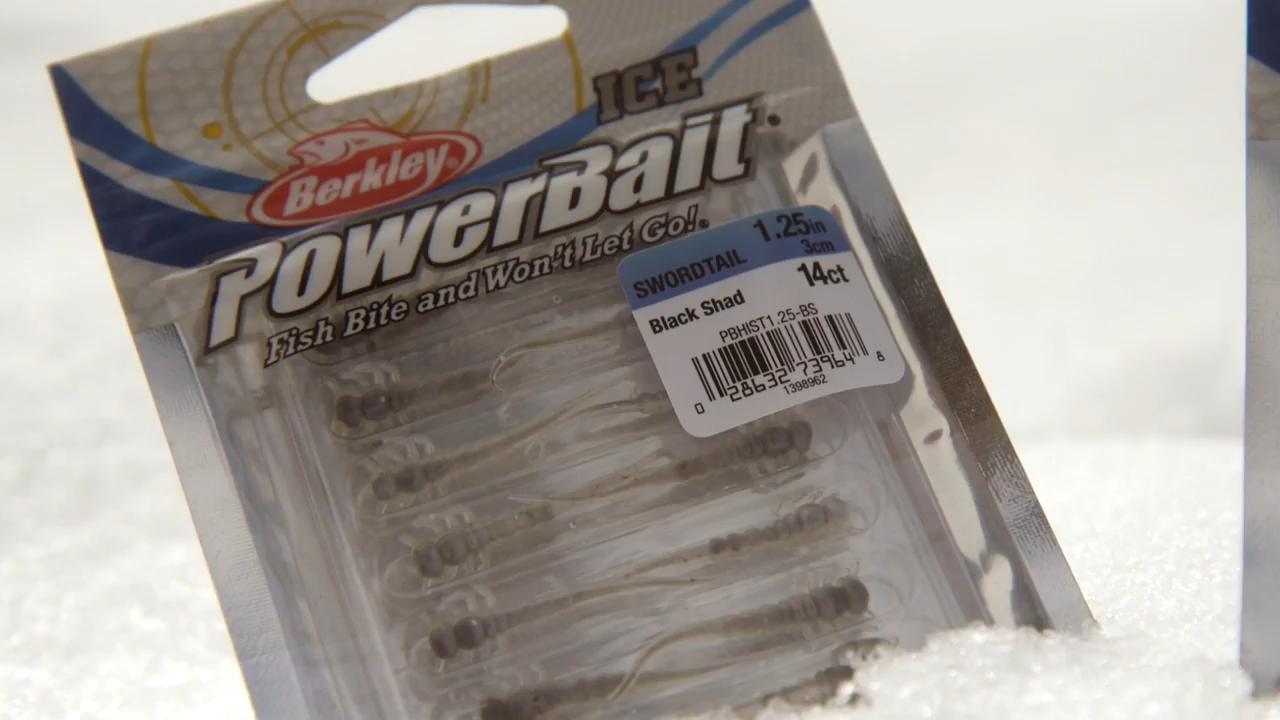 ICE
Berkley
PowerBait
Fish Bite and Won't Let Go!
SWORDTAIL 1.25in
3cm
Black Shad 14ct
PBHIST1.25-BS
0 28632 73964 8
1398962